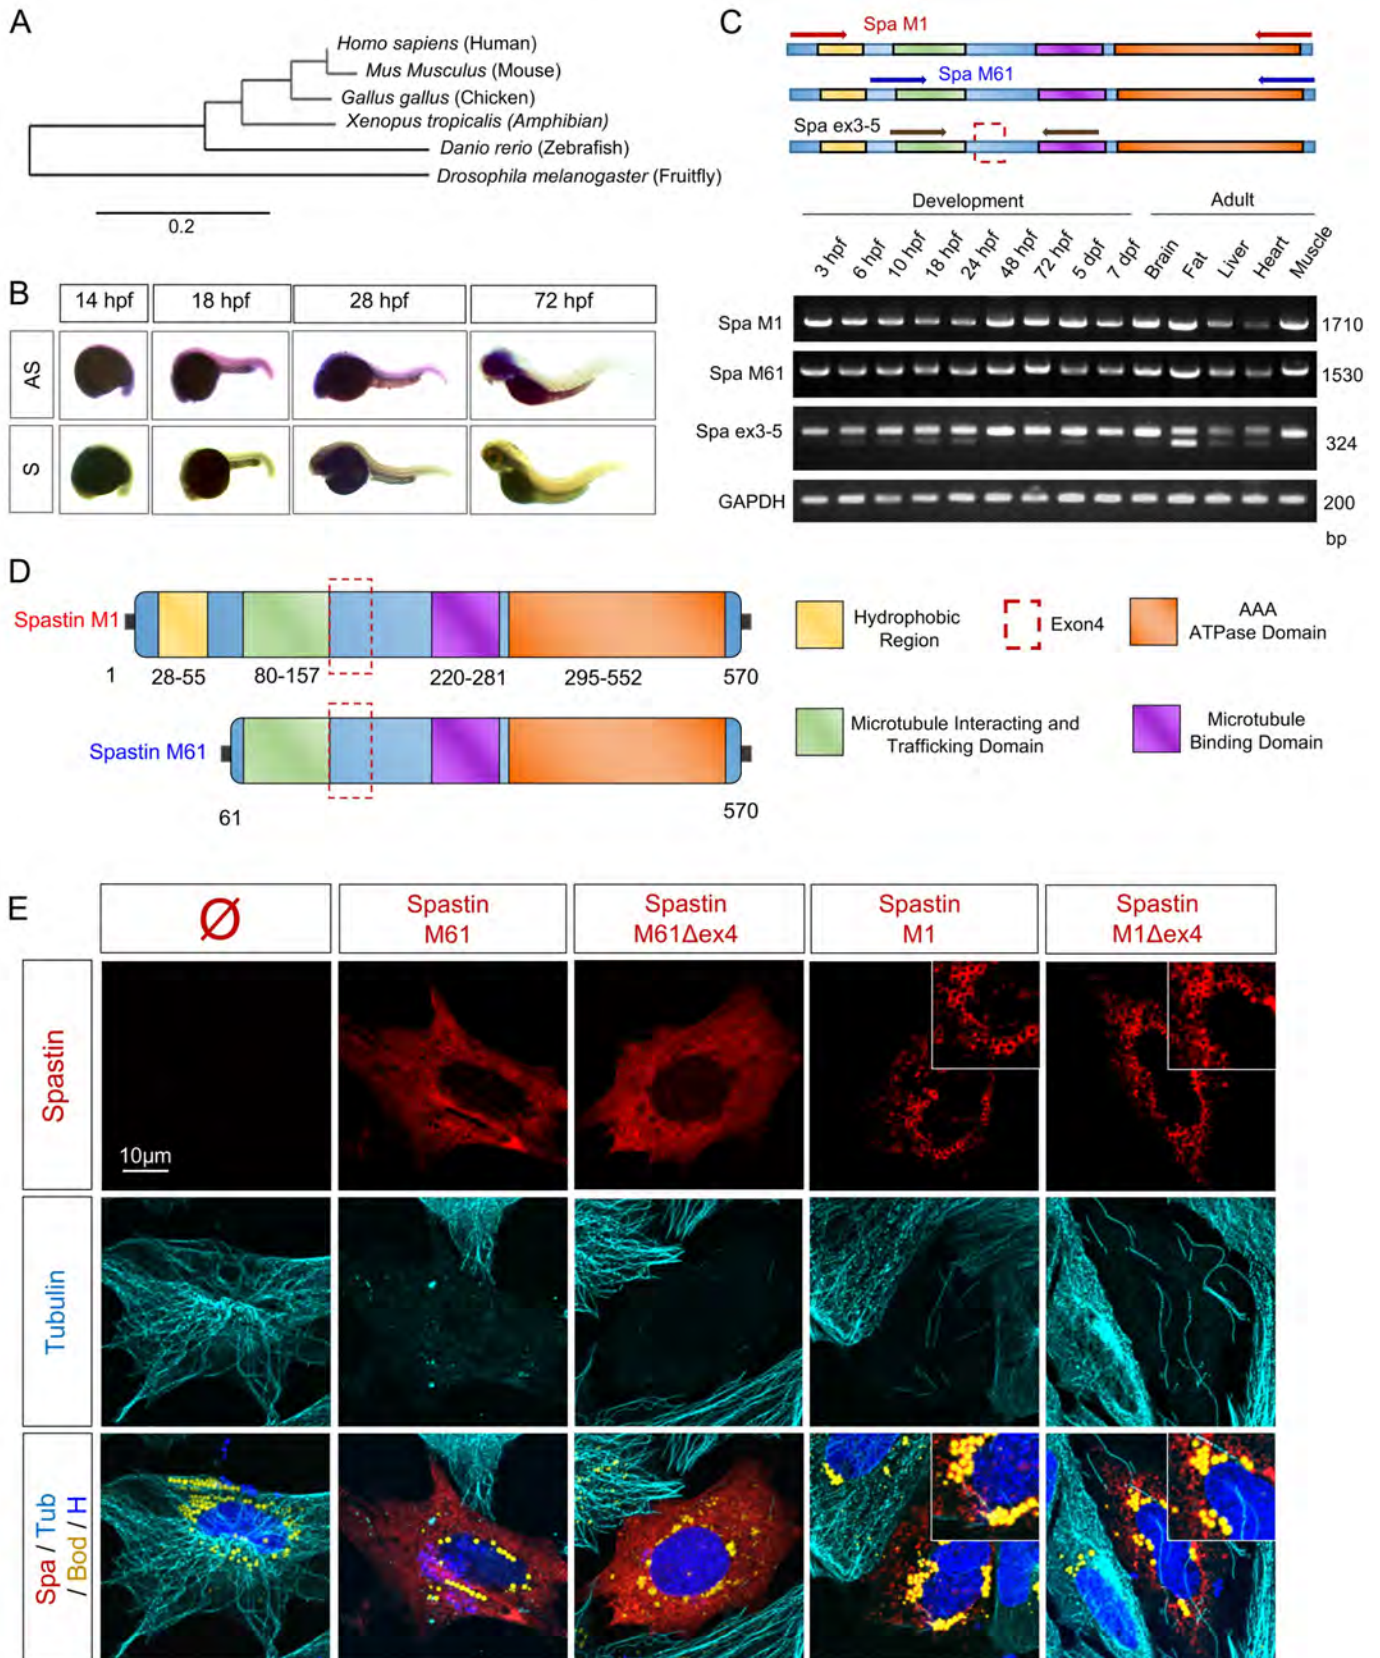 A
Homo sapiens (Human)
Mus Musculus (Mouse)
Gallus gallus (Chicken)
Xenopus tropicalis (Amphibian)
Danio rerio (Zebrafish)
Drosophila melanogaster (Fruitfly)
0.2
B
14 hpf
18 hpf
28 hpf
72 hpf
AS
S
C
Spa M1
Spa M61
Spa ex3-5
Development
Adult
3 hpf
6 hpf
10 hpf
18 hpf
24 hpf
48 hpf
72 hpf
5 dpf
7 dpf
Brain
Fat
Liver
Heart
Muscle
Spa M1
1710
Spa M61
1530
Spa ex3-5
324
GAPDH
200
bp
D
Spastin M1
1
28-55
80-157
220-281
295-552
570
Spastin M61
61
570
Hydrophobic
Region
Exon4
AAA
ATPase Domain
Microtubule Interacting and
Trafficking Domain
Microtubule
Binding Domain
E
Ø
Spastin
M61
Spastin
M61Δex4
Spastin
M1
Spastin
M1Δex4
Spastin
10μm
Tubulin
Spa / Tub
/ Bod / H